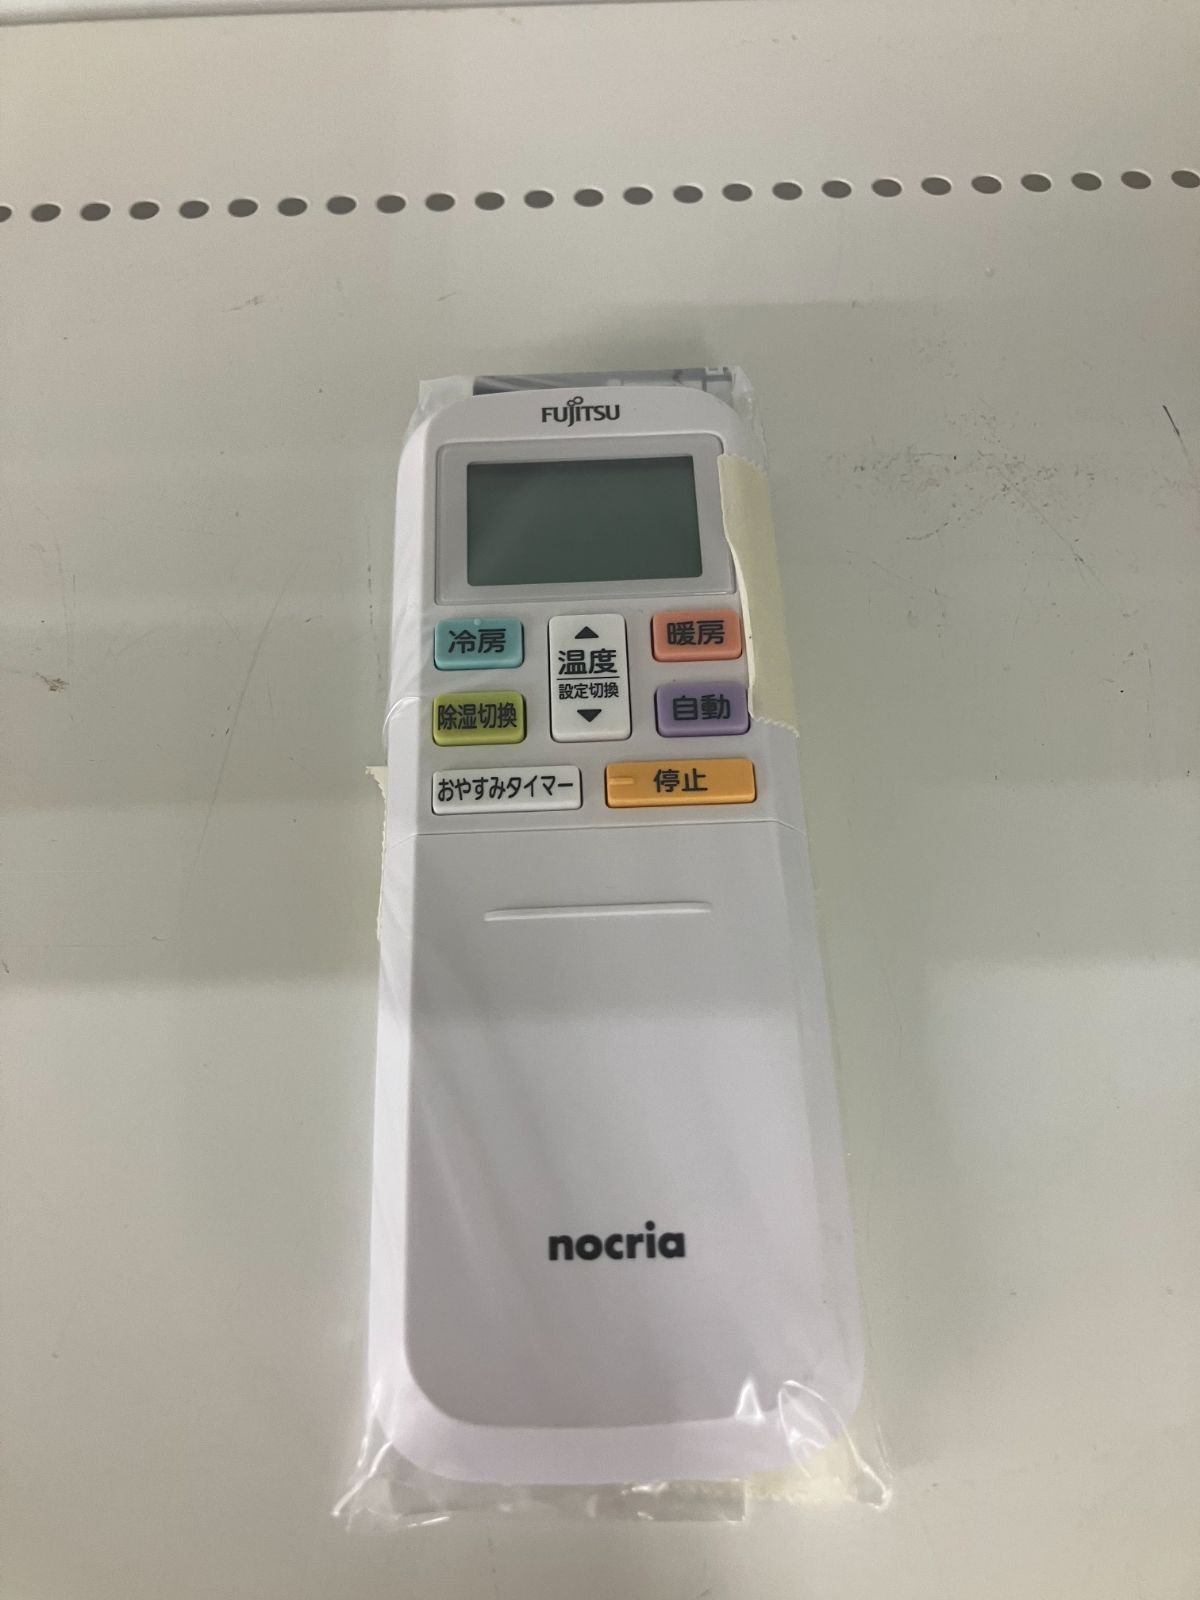 FUJITSU
冷房
▲
温度
設定切換
▼
暖房
除湿切換
自動
おやすみタイマー
停止
nocria